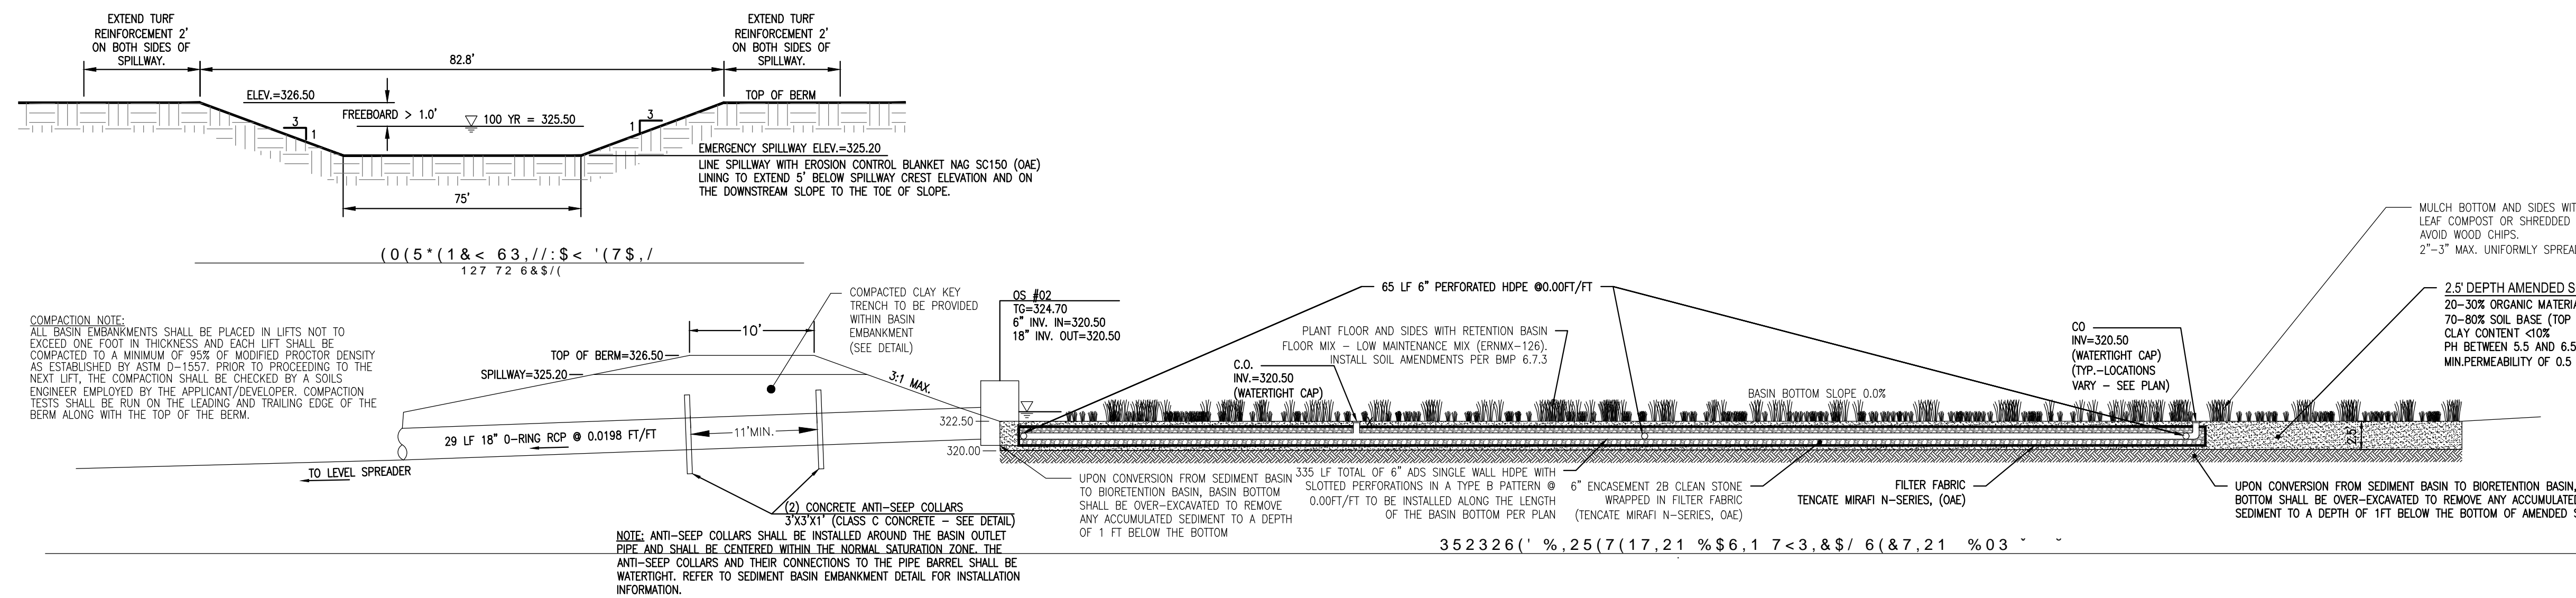 EXTEND TURF
REINFORCEMENT 2'
ON BOTH SIDES OF
SPILLWAY.
82.8'
EXTEND TURF
REINFORCEMENT 2'
ON BOTH SIDES OF
SPILLWAY.
ELEV.=326.50
TOP OF BERM
FREEBOARD > 1.0'
100 YR = 325.50
3
1
3
1
EMERGENCY SPILLWAY ELEV.=325.20
LINE SPILLWAY WITH EROSION CONTROL BLANKET NAG SC150 (OAE)
LINING TO EXTEND 5' BELOW SPILLWAY CREST ELEVATION AND ON
THE DOWNSTREAM SLOPE TO THE TOE OF SLOPE.
75'
(0(5*(1&< 63,//:$< '(7$,/
127 72 6&$/(
COMPACTION NOTE:
ALL BASIN EMBANKMENTS SHALL BE PLACED IN LIFTS NOT TO
EXCEED ONE FOOT IN THICKNESS AND EACH LIFT SHALL BE
COMPACTED TO A MINIMUM OF 95% OF MODIFIED PROCTOR DENSITY
AS ESTABLISHED BY ASTM D-1557. PRIOR TO PROCEEDING TO THE
NEXT LIFT, THE COMPACTION SHALL BE CHECKED BY A SOILS
ENGINEER EMPLOYED BY THE APPLICANT/DEVELOPER. COMPACTION
TESTS SHALL BE RUN ON THE LEADING AND TRAILING EDGE OF THE
BERM ALONG WITH THE TOP OF THE BERM.
COMPACTED CLAY KEY
TRENCH TO BE PROVIDED
WITHIN BASIN
EMBANKMENT
(SEE DETAIL)
10'
TOP OF BERM=326.50
SPILLWAY=325.20
3:1 MAX.
11'MIN.
29 LF 18" O-RING RCP @ 0.0198 FT/FT
TO LEVEL SPREADER
(2) CONCRETE ANTI-SEEP COLLARS
3'X3'X1' (CLASS C CONCRETE - SEE DETAIL)
NOTE: ANTI-SEEP COLLARS SHALL BE INSTALLED AROUND THE BASIN OUTLET
PIPE AND SHALL BE CENTERED WITHIN THE NORMAL SATURATION ZONE. THE
ANTI-SEEP COLLARS AND THEIR CONNECTIONS TO THE PIPE BARREL SHALL BE
WATERTIGHT. REFER TO SEDIMENT BASIN EMBANKMENT DETAIL FOR INSTALLATION
INFORMATION.
OS #02
TG=324.70
6" INV. IN=320.50
18" INV. OUT=320.50
322.50
320.00
65 LF 6" PERFORATED HDPE @0.00FT/FT
PLANT FLOOR AND SIDES WITH RETENTION BASIN
FLOOR MIX - LOW MAINTENANCE MIX (ERNMX-126).
INSTALL SOIL AMENDMENTS PER BMP 6.7.3
C.O.
INV.=320.50
(WATERTIGHT CAP)
BASIN BOTTOM SLOPE 0.0%
CO
INV=320.50
(WATERTIGHT CAP)
(TYP.-LOCATIONS
VARY - SEE PLAN)
MULCH BOTTOM AND SIDES WIT
LEAF COMPOST OR SHREDDED
AVOID WOOD CHIPS.
2"-3" MAX. UNIFORMLY SPREAD
2.5' DEPTH AMENDED S
20-30% ORGANIC MATERIA
70-80% SOIL BASE (TOP
CLAY CONTENT <10%
PH BETWEEN 5.5 AND 6.5
MIN.PERMEABILITY OF 0.5
2.5'
UPON CONVERSION FROM SEDIMENT BASIN
TO BIORETENTION BASIN, BASIN BOTTOM
SHALL BE OVER-EXCAVATED TO REMOVE
ANY ACCUMULATED SEDIMENT TO A DEPTH
OF 1 FT BELOW THE BOTTOM
335 LF TOTAL OF 6" ADS SINGLE WALL HDPE WITH
SLOTTED PERFORATIONS IN A TYPE B PATTERN @
0.00FT/FT TO BE INSTALLED ALONG THE LENGTH
OF THE BASIN BOTTOM PER PLAN
6" ENCASEMENT 2B CLEAN STONE
WRAPPED IN FILTER FABRIC
(TENCATE MIRAFI N-SERIES, OAE)
FILTER FABRIC
TENCATE MIRAFI N-SERIES, (OAE)
UPON CONVERSION FROM SEDIMENT BASIN TO BIORETENTION BASIN,
BOTTOM SHALL BE OVER-EXCAVATED TO REMOVE ANY ACCUMULATED
SEDIMENT TO A DEPTH OF 1FT BELOW THE BOTTOM OF AMENDED S
352326(' %,25(7(17,21 %$6,1 7<3,&$/ 6(&7,21 %03